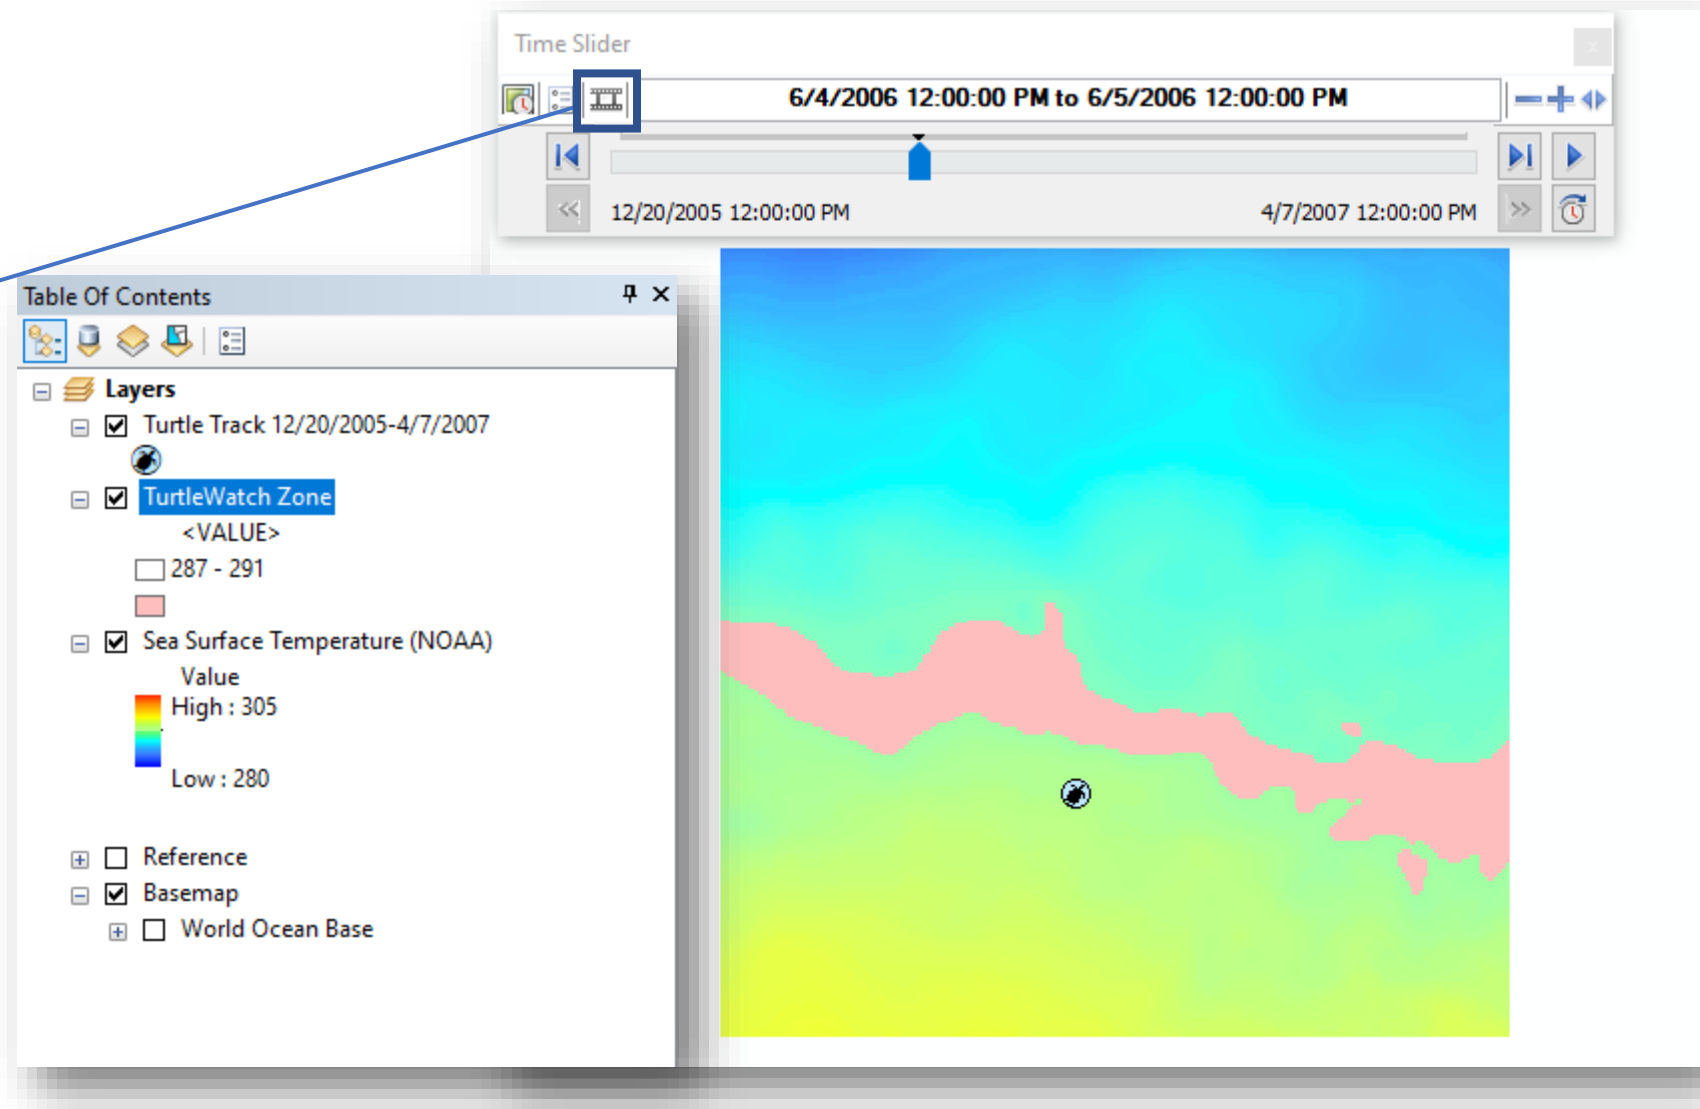 Time Slider
6/4/2006 12:00:00 PM to 6/5/2006 12:00:00 PM
12/20/2005 12:00:00 PM
4/7/2007 12:00:00 PM
Table Of Contents
Layers
Turtle Track 12/20/2005-4/7/2007
TurtleWatch Zone
<VALUE>
287 - 291
Sea Surface Temperature (NOAA)
Value
High : 305
Low : 280
Reference
Basemap
World Ocean Base